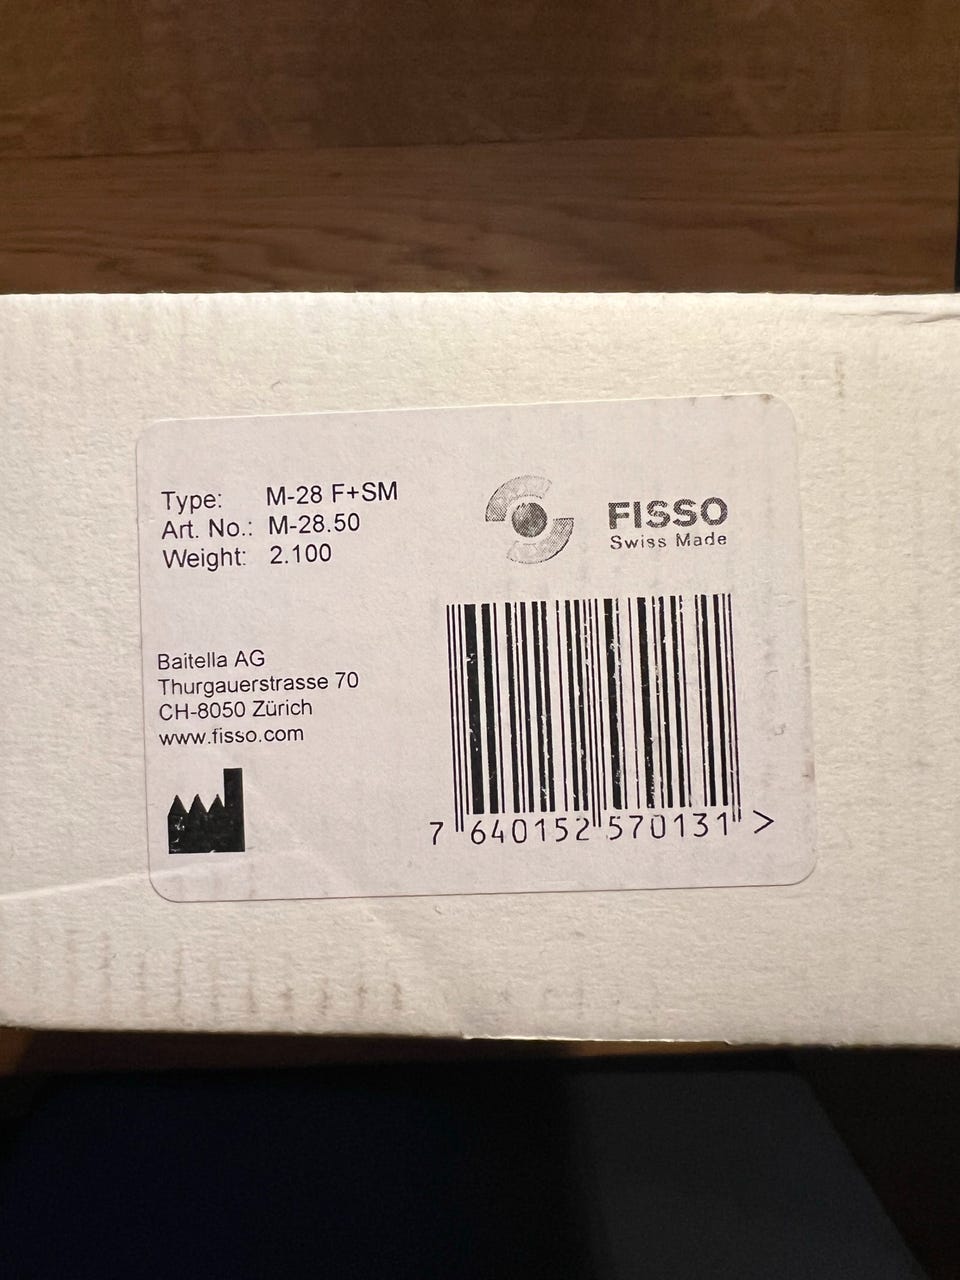 Type: M-28 F+SM
Art. No.: M-28.50
Weight: 2.100
FISSO
Swiss Made
Baitella AG
Thurgauerstrasse 70
CH-8050 Zürich
www.fisso.com
7 640152 570131 >